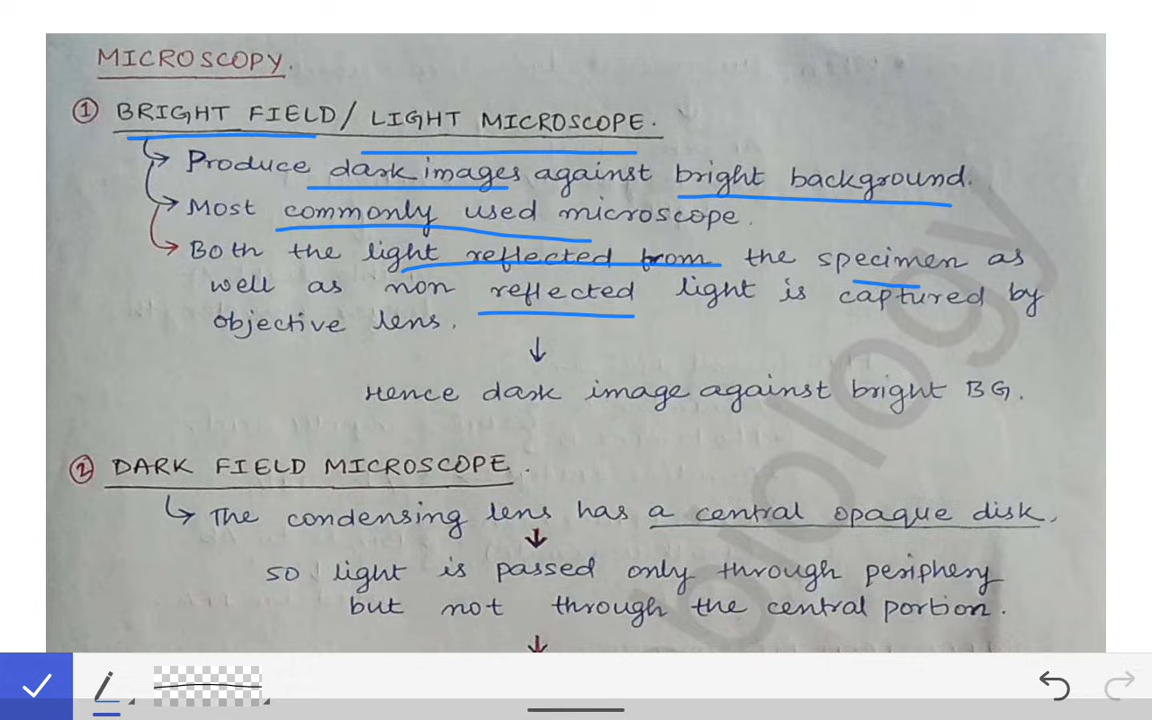 MICROSCOPY.
① BRIGHT FIELD/ LIGHT MICROSCOPE.
↳ Produce dark images against bright background.
→ Most commonly used microscope.
→ Both the light reflected from the specimen as
well as non reflected light is captured by
objective lens.
↓
Hence dark image against bright BG.
② DARK FIELD MICROSCOPE.
↳ The condensing lens has a central opaque disk.
↓
so light is passed only through periphery
but not through the central portion.
↓
biology